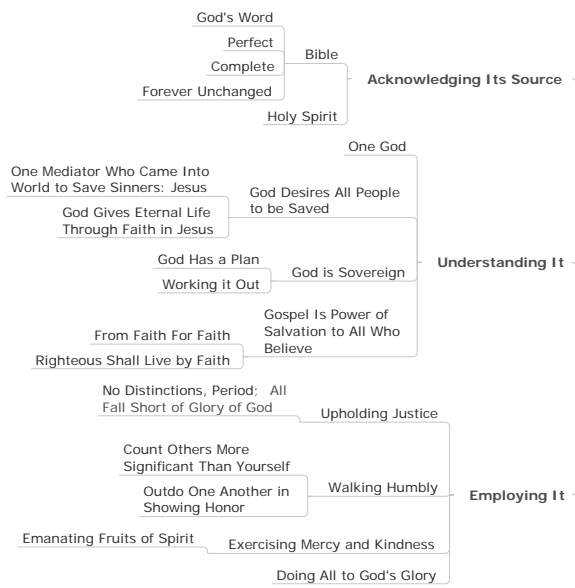 God's Word
Perfect
Complete
Forever Unchanged
Bible
Holy Spirit
Acknowledging Its Source
One God
One Mediator Who Came Into
World to Save Sinners: Jesus
God Gives Eternal Life
Through Faith in Jesus
God Desires All People
to be Saved
God Has a Plan
Working it Out
God is Sovereign
From Faith For Faith
Righteous Shall Live by Faith
Gospel Is Power of
Salvation to All Who
Believe
Understanding It
No Distinctions, Period; All
Fall Short of Glory of God
Upholding Justice
Count Others More
Significant Than Yourself
Outdo One Another in
Showing Honor
Walking Humbly
Emanating Fruits of Spirit
Exercising Mercy and Kindness
Doing All to God's Glory
Employing It